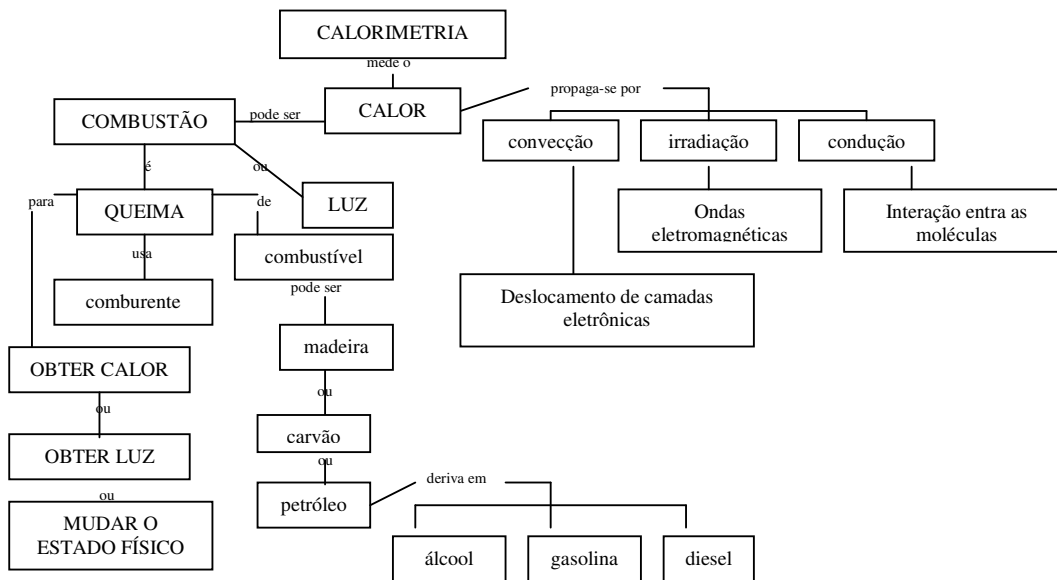 CALORIMETRIA
mede o
CALOR
propaga-se por
pode ser
COMBUSTÃO
convecção
irradiação
condução
é
ou
para
QUEIMA
de
LUZ
Ondas
eletromagnéticas
Interação entra as
moléculas
usa
combustível
pode ser
comburente
Deslocamento de camadas
eletrônicas
madeira
OBTER CALOR
ou
ou
carvão
OBTER LUZ
ou
petróleo
deriva em
ou
MUDAR O
ESTADO FÍSICO
álcool
gasolina
diesel